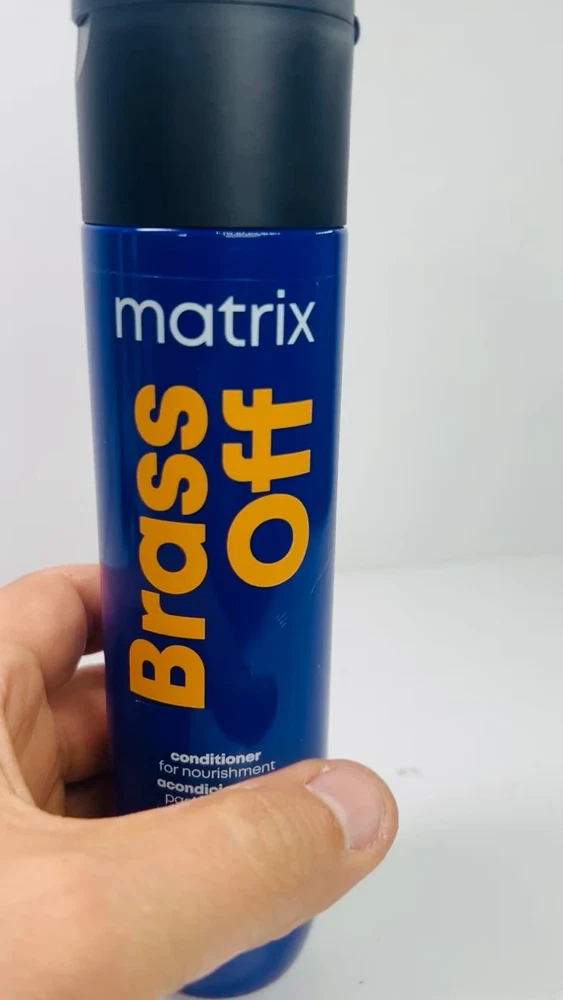 matrix
Brass
Off
conditioner
for nourishment